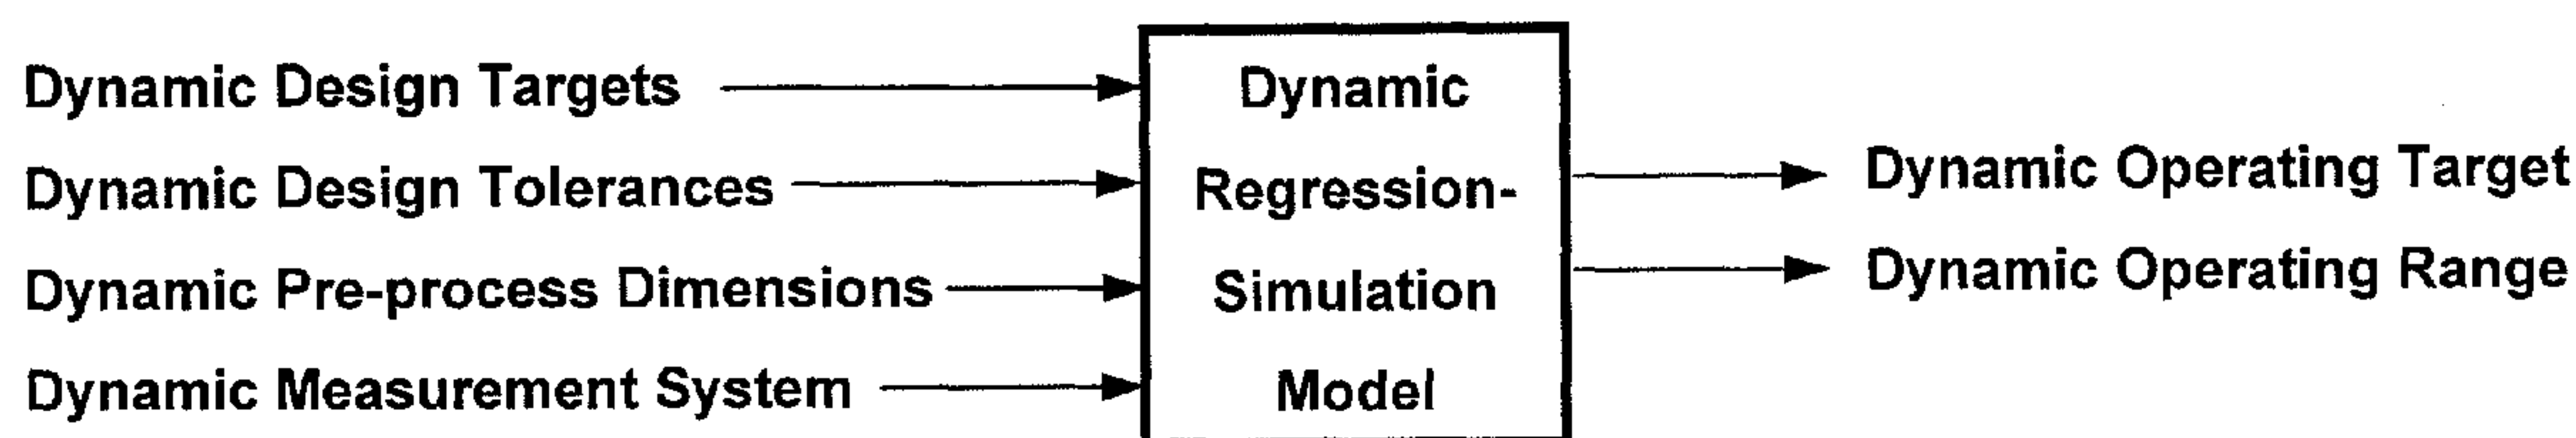 Dynamic Design Targets
Dynamic Design Tolerances
Dynamic Pre-process Dimensions
Dynamic Measurement System
Dynamic
Regression-
Simulation
Model
Dynamic Operating Target
Dynamic Operating Range